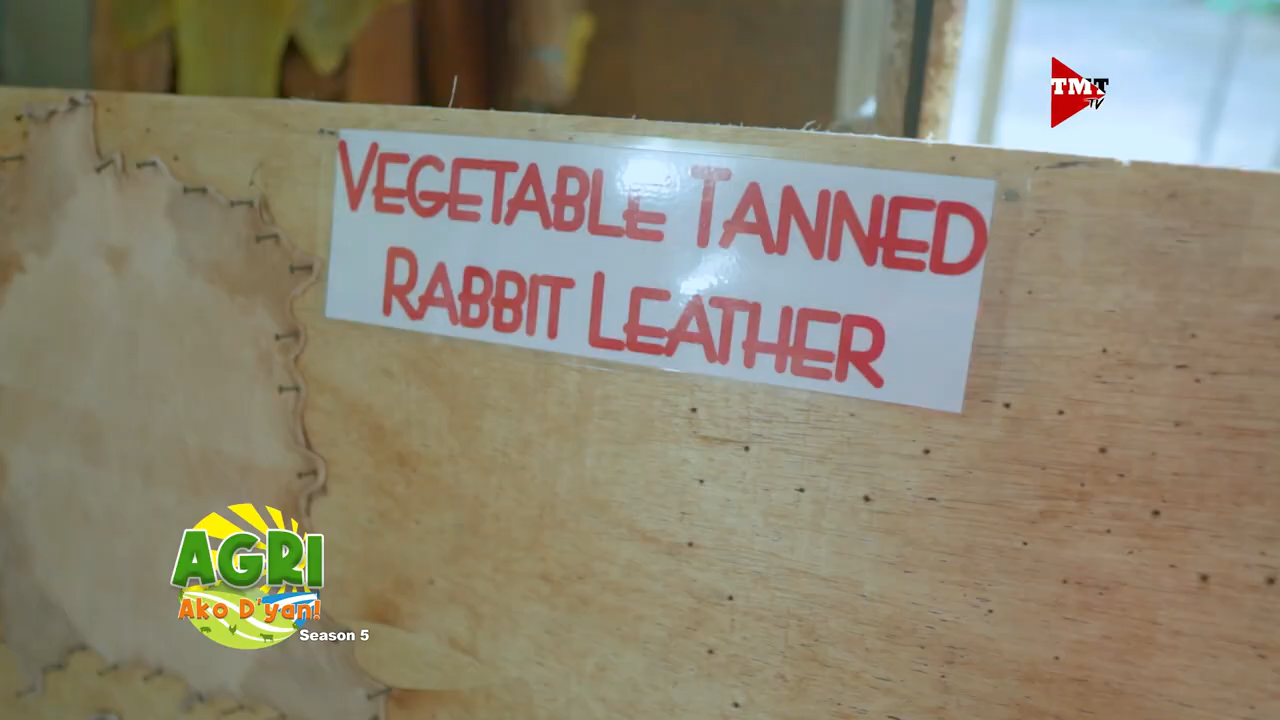 TMT
TV
VEGETABLE TANNED
RABBIT LEATHER
AGRI
Ako D'yan!
Season 5